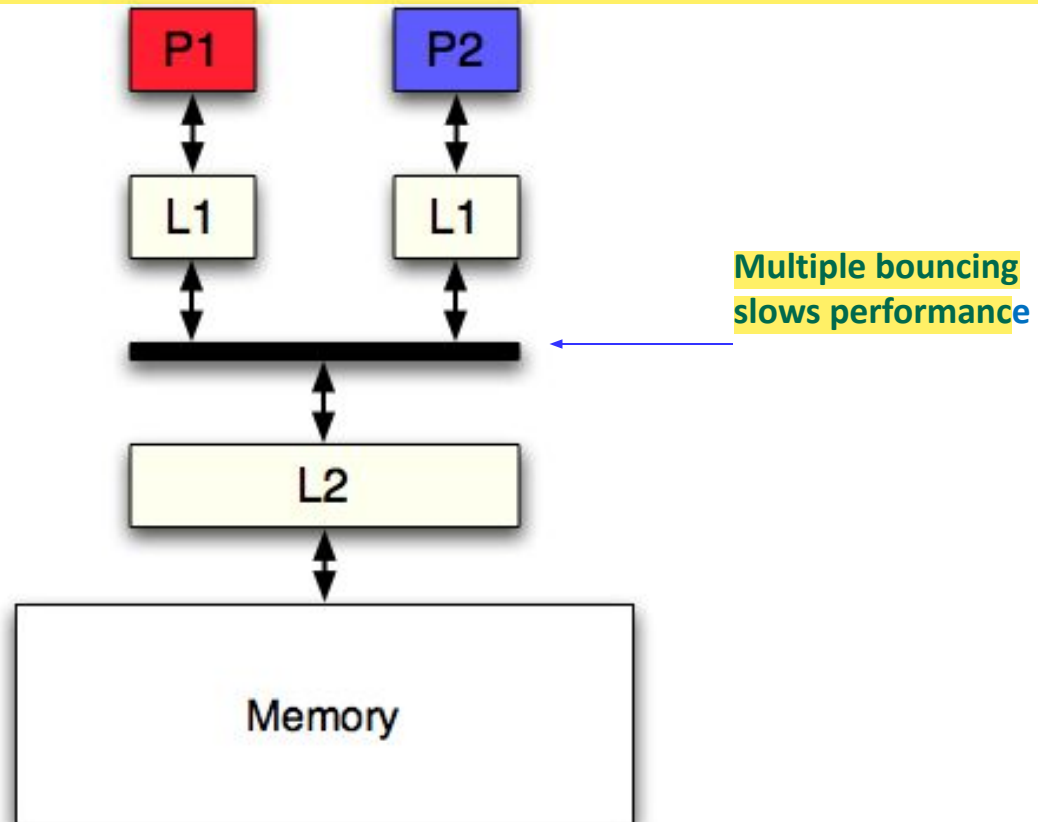 P1 P2
L1 L1
Multiple bouncing
slows performance
L2
Memory